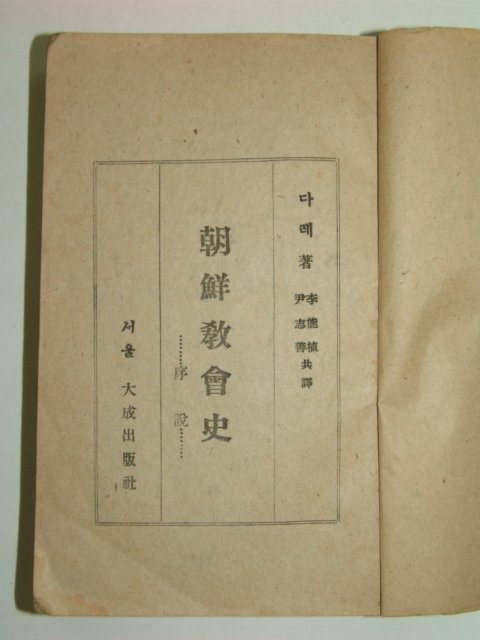 다레 著
李能植
尹志善 共譯
朝鮮敎會史
序說
서울 大成出版社